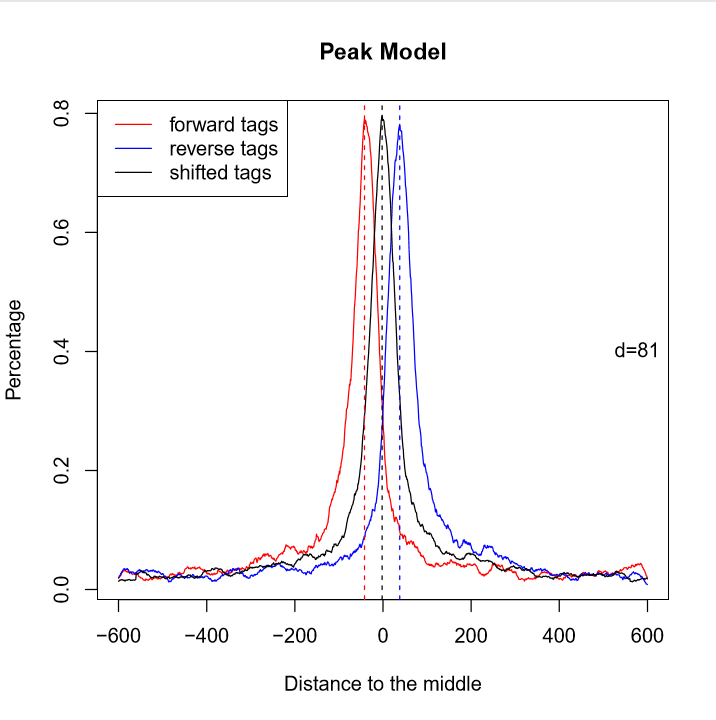 Peak Model
forward tags
reverse tags
shifted tags
0.8
0.6
0.4
0.2
0.0
Percentage
d=81
−600
−400
−200
0
200
400
600
Distance to the middle